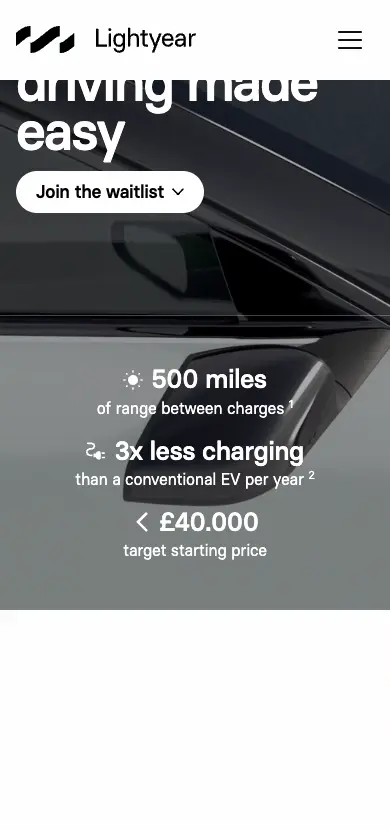 Lightyear
driving made
easy
Join the waitlist
500 miles
of range between charges ¹
3x less charging
than a conventional EV per year ²
< £40.000
target starting price